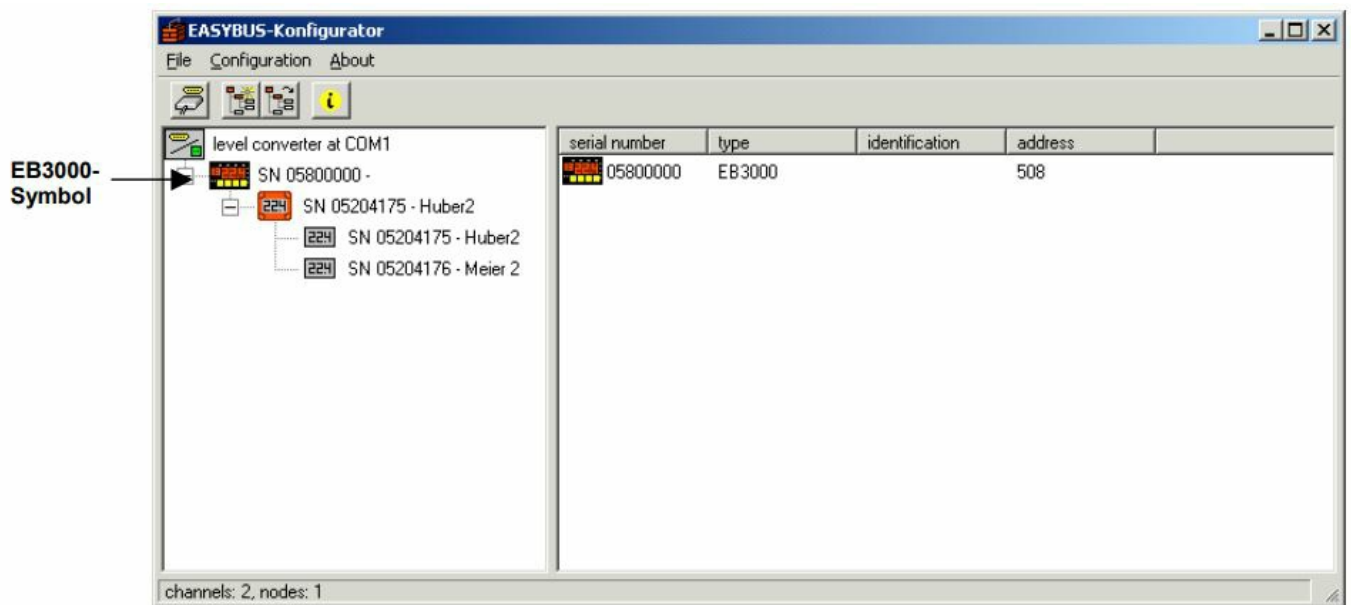 EASYBUS-Konfigurator
File Configuration About
level converter at COM1
SN 05800000 -
SN 05204175 - Huber2
SN 05204175 - Huber2
SN 05204176 - Meier 2
serial number type identification address
05800000 EB3000 508
EB3000-
Symbol
channels: 2, nodes: 1